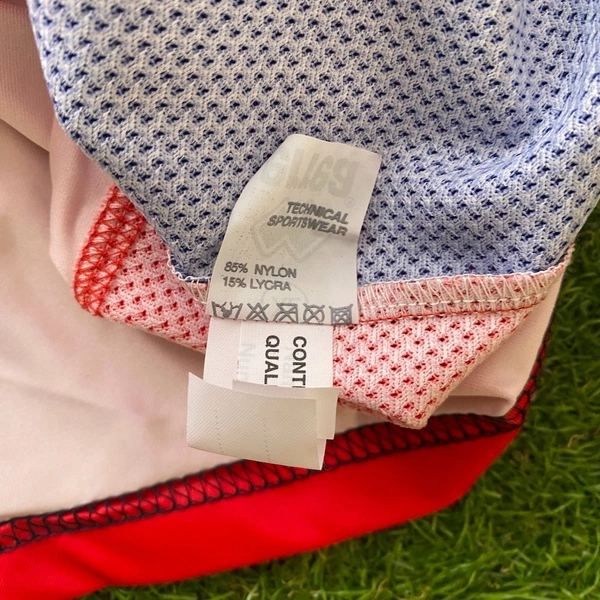 TECHNICAL
SPORTSWEAR
85% NYLON
15% LYCRA
CONT
QUAL